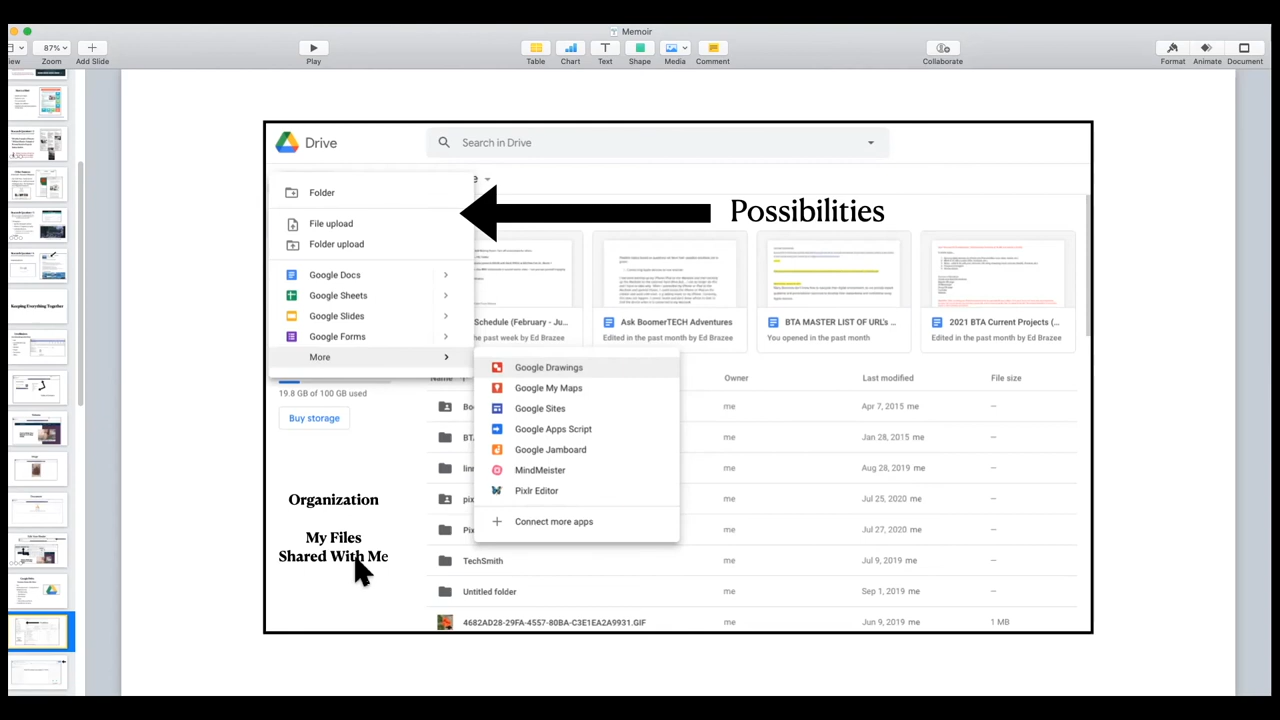 Memoir
iew
87%
Zoom
Add Slide
Play
Table
Chart
Text
Shape
Media
Comment
Collaborate
Format
Animate
Document
Keeping Everything Together
Drive
Search in Drive
Folder
File upload
Folder upload
Google Docs
Google Sheets
Google Slides
Google Forms
More
Possibilities
Schedule (February - Ju...
the past week by Ed Brazee
Ask BoomerTECH Adventures
Edited in the past month by Ed Brazee
BTA MASTER LIST OF URL's ...
You opened in the past month
2021 BTA Current Projects (...
Edited in the past month by Ed Brazee
Google Drawings
Google My Maps
Google Sites
Google Apps Script
Google Jamboard
MindMeister
Pixlr Editor
Connect more apps
19.8 GB of 100 GB used
Buy storage
Organization
My Files
Shared With Me
Name Owner Last modified File size
me Apr 7, 2015 me –
me Jan 28, 2015 me –
me Aug 28, 2019 me –
me Jul 25, 2020 me –
me Jul 27, 2020 me –
TechSmith me Jul 9, 2019 me –
Untitled folder me Sep 1, 2019 me –
4682AD28-29FA-4557-80BA-C3E1EA2A9931.GIF me Jun 9, 2019 me 1 MB